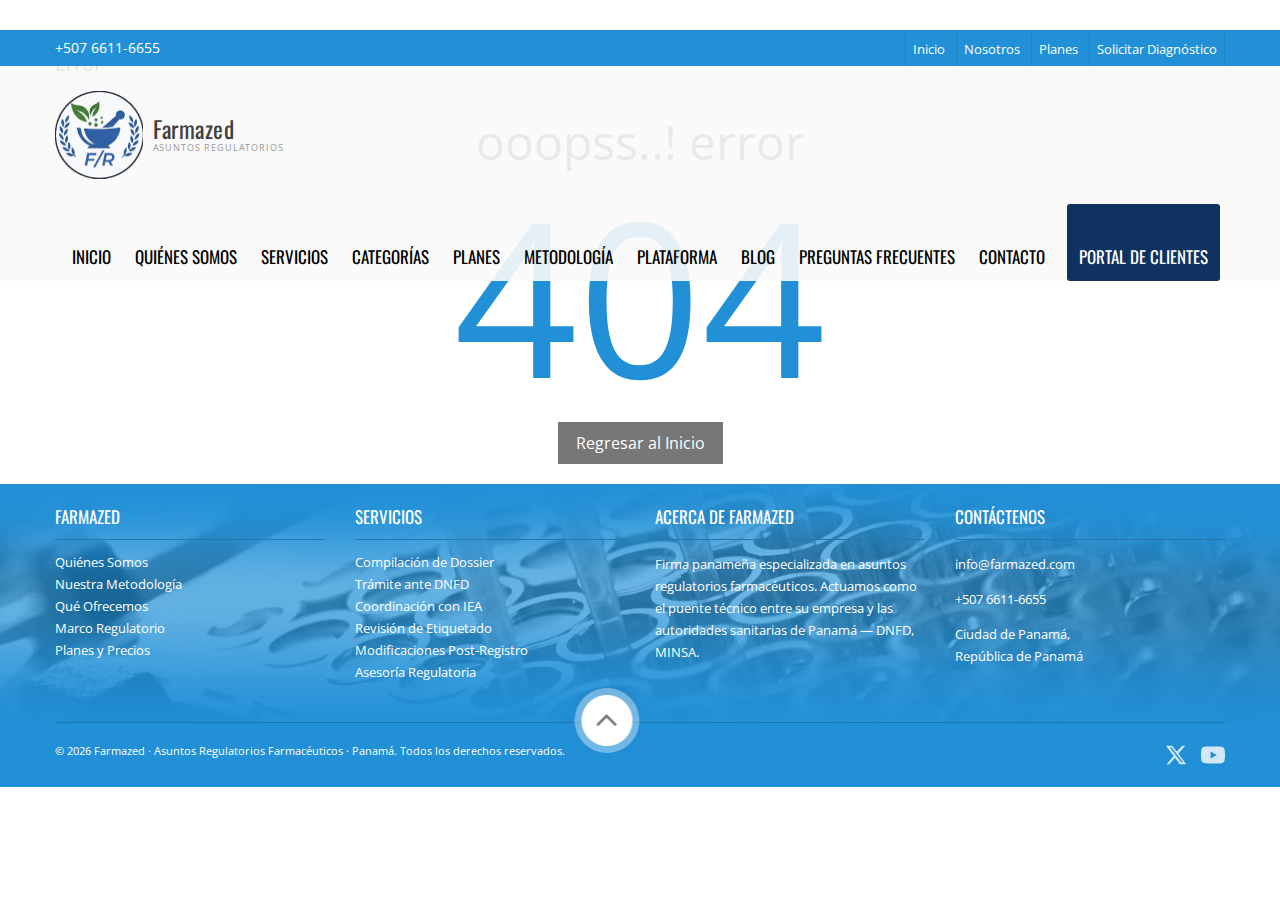 +507 6611-6655
Inicio
Nosotros
Planes
Solicitar Diagnóstico
Error
F/R
Farmazed
ASUNTOS REGULATORIOS
ooopss..! error
404
INICIO
QUIÉNES SOMOS
SERVICIOS
CATEGORÍAS
PLANES
METODOLOGÍA
PLATAFORMA
BLOG
PREGUNTAS FRECUENTES
CONTACTO
PORTAL DE CLIENTES
Regresar al Inicio
FARMAZED
Quiénes Somos
Nuestra Metodología
Qué Ofrecemos
Marco Regulatorio
Planes y Precios
SERVICIOS
Compilación de Dossier
Trámite ante DNFD
Coordinación con IEA
Revisión de Etiquetado
Modificaciones Post-Registro
Asesoría Regulatoria
ACERCA DE FARMAZED
Firma panameña especializada en asuntos
regulatorios farmacéuticos. Actuamos como
el puente técnico entre su empresa y las
autoridades sanitarias de Panamá — DNFD,
MINSA.
CONTÁCTENOS
info@farmazed.com
+507 6611-6655
Ciudad de Panamá,
República de Panamá
© 2026 Farmazed · Asuntos Regulatorios Farmacéuticos · Panamá. Todos los derechos reservados.